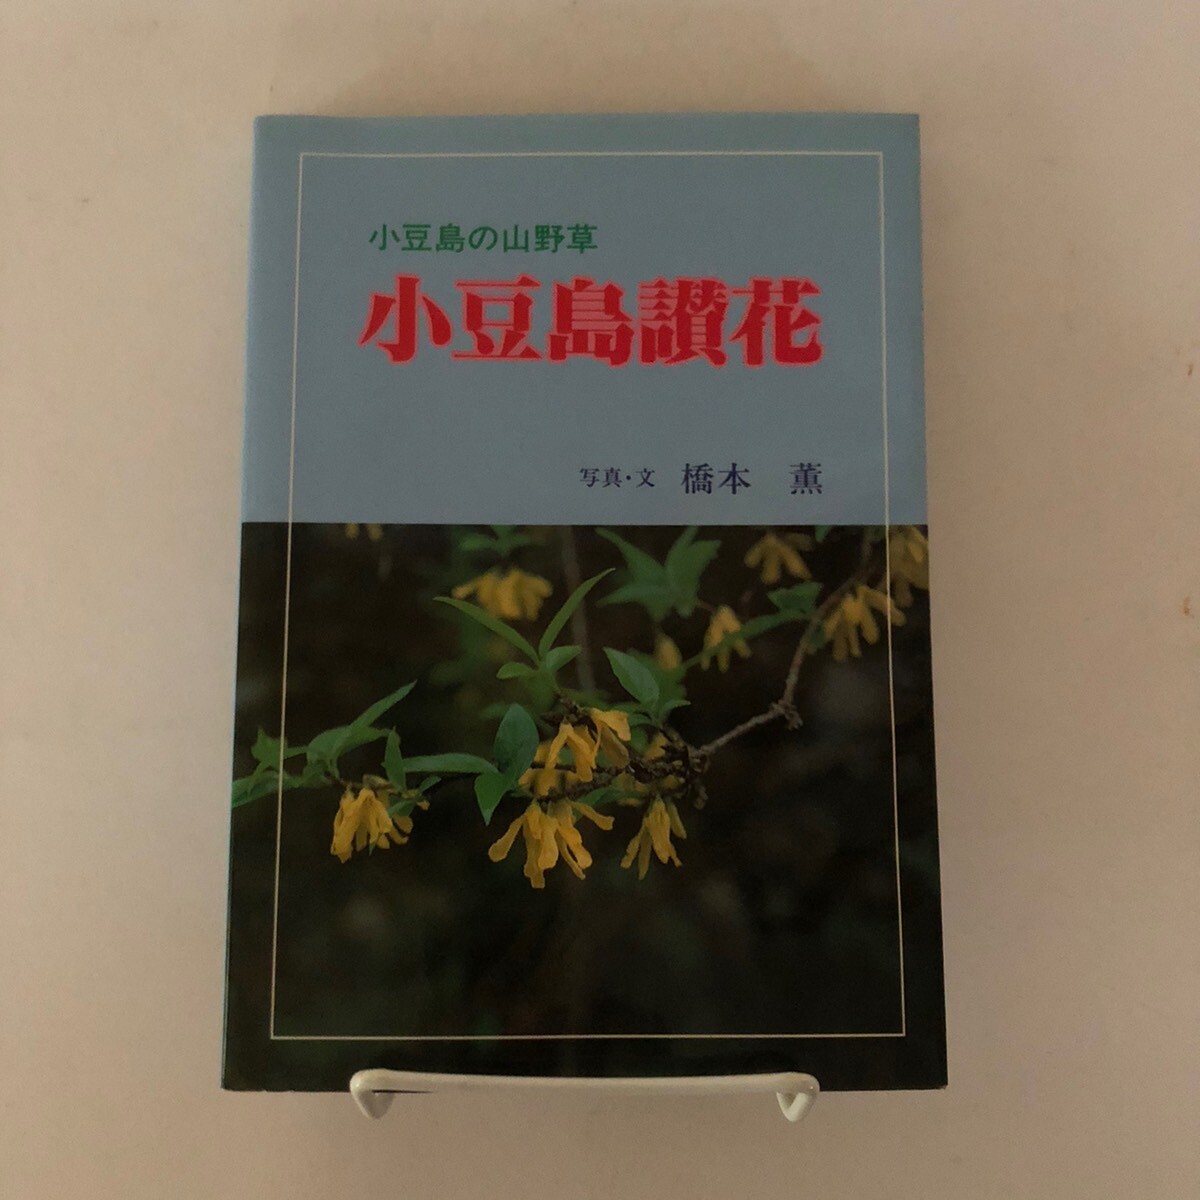 小豆島の山野草
小豆島讃花
写真・文 橋本 薫